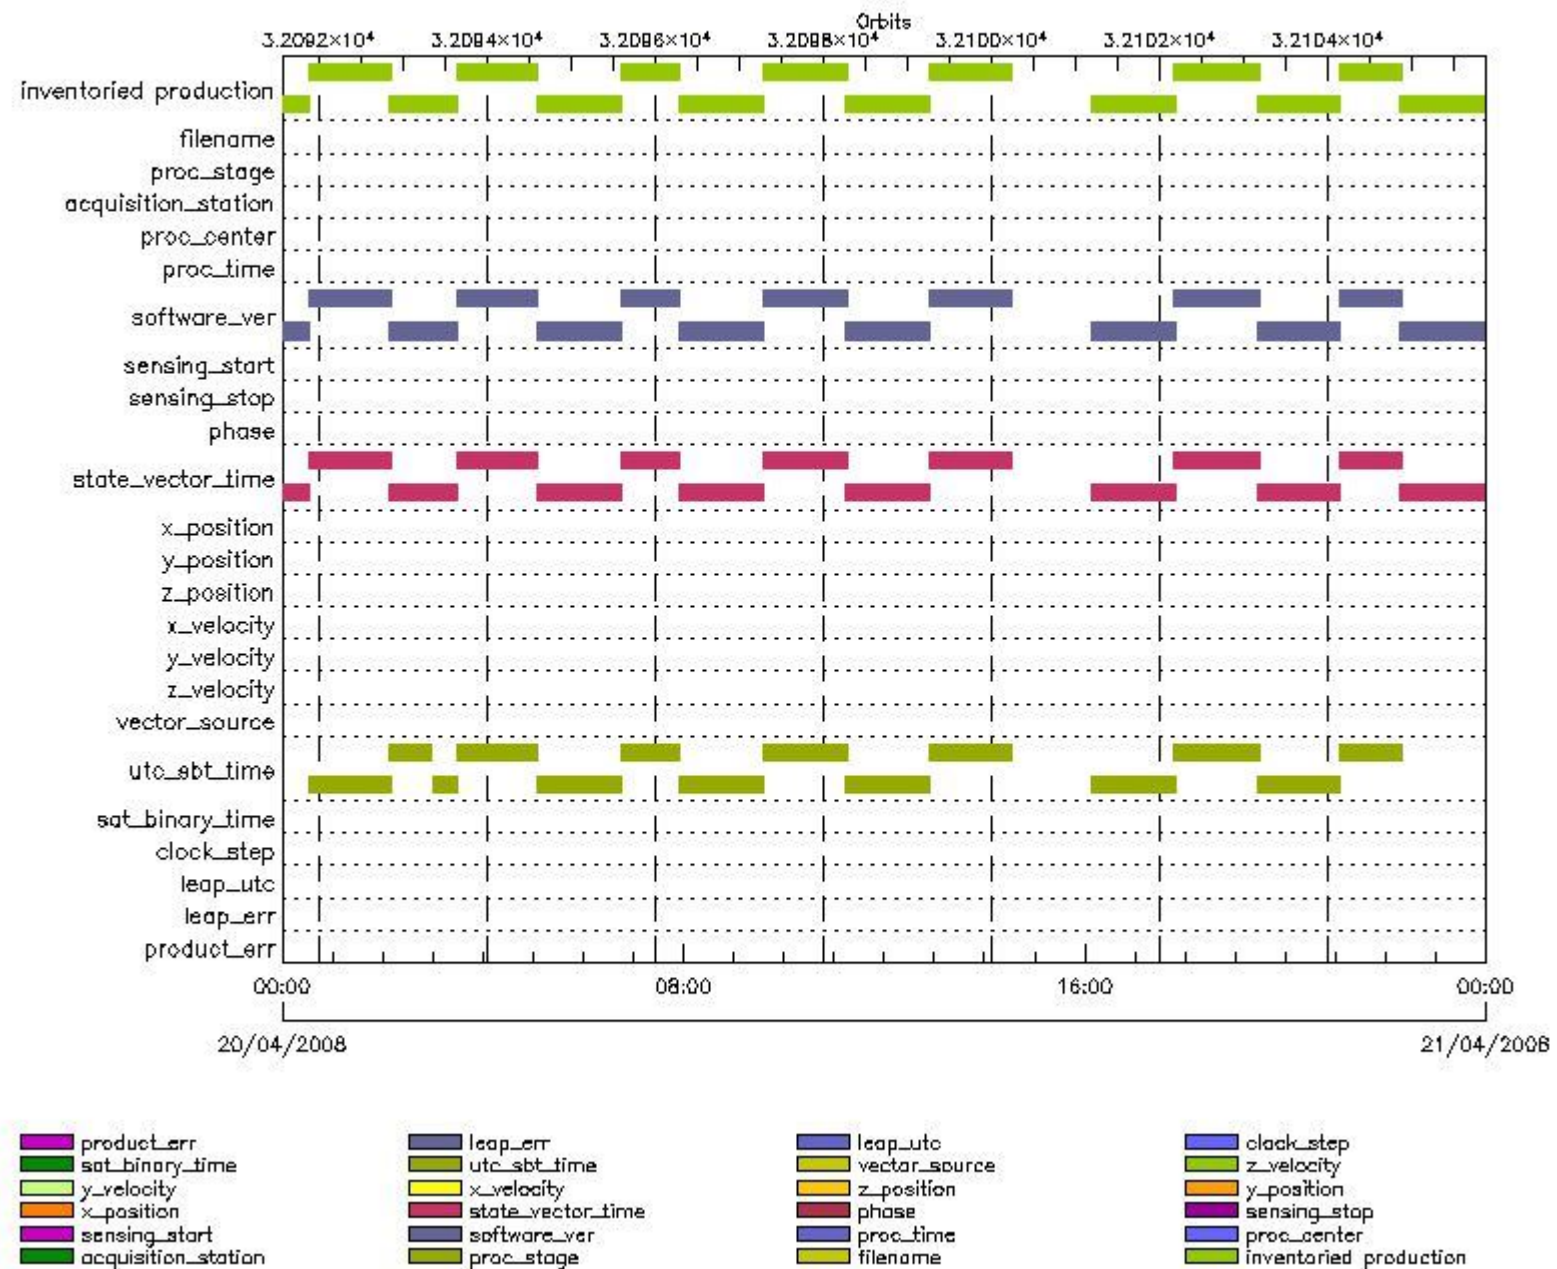 Orbits
3.2092×10⁴ 3.2094×10⁴ 3.2096×10⁴ 3.2098×10⁴ 3.2100×10⁴ 3.2102×10⁴ 3.2104×10⁴
inventoried production
filename
proc_stage
acquisition_station
proc_center
proc_time
software_ver
sensing_start
sensing_stop
phase
state_vector_time
x_position
y_position
z_position
x_velocity
y_velocity
z_velocity
vector_source
utc_sbt_time
sat_binary_time
clock_step
leap_utc
leap_err
product_err
00:00 08:00 16:00 00:00
20/04/2008 21/04/2008
product_err leap_err leap_utc clock_step
sat_binary_time utc_sbt_time vector_source z_velocity
y_velocity x_velocity z_position y_position
x_position state_vector_time phase sensing_stop
sensing_start software_ver proc_time proc_center
acquisition_station proc_stage filename inventoried production